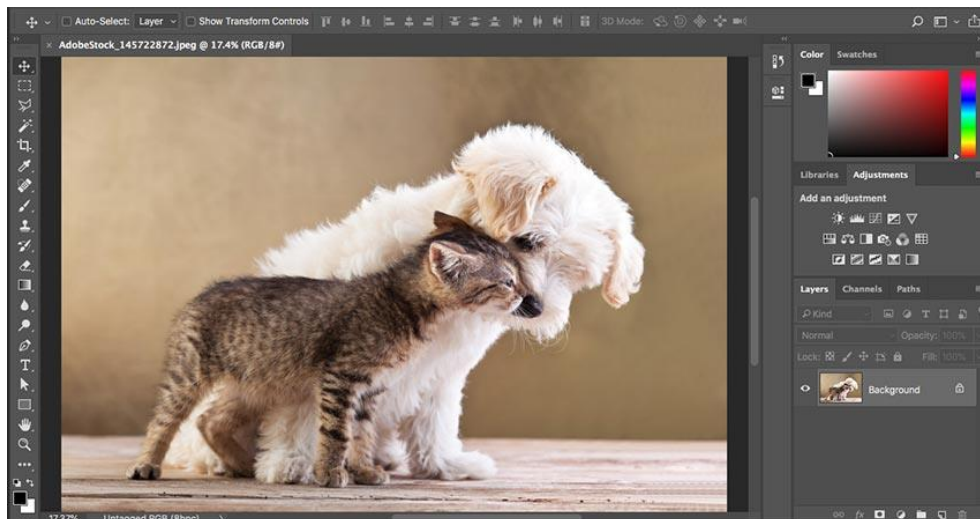 Auto-Select: Layer Show Transform Controls 3D Mode:
× AdobeStock_145722872.jpeg @ 17.4% (RGB/8#)
Color Swatches
Libraries Adjustments
Add an adjustment
Layers Channels Paths
Kind
Normal Opacity: 100%
Lock: Fill: 100%
Background
17.37% Untagged RGB (8bpc)
fx